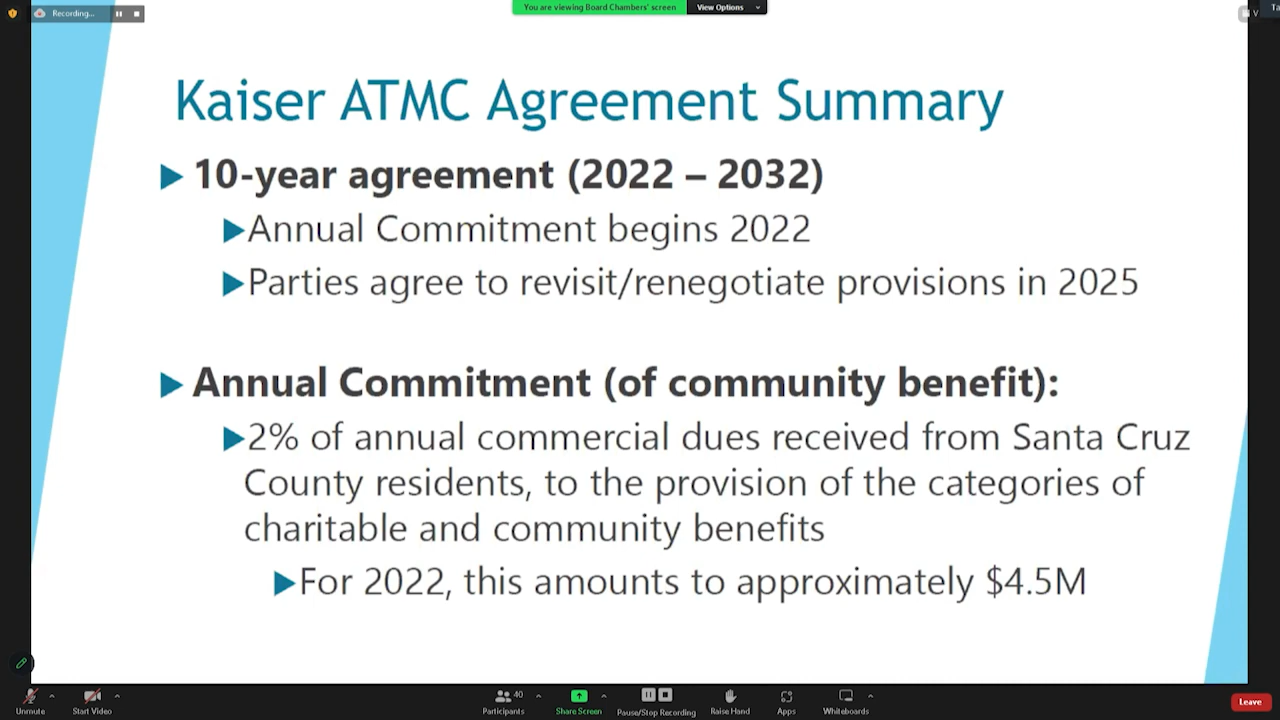 Recording...
You are viewing Board Chambers' screen
View Options
V
Ta
Kaiser ATMC Agreement Summary
10-year agreement (2022 – 2032)
Annual Commitment begins 2022
Parties agree to revisit/renegotiate provisions in 2025
Annual Commitment (of community benefit):
2% of annual commercial dues received from Santa Cruz
County residents, to the provision of the categories of
charitable and community benefits
For 2022, this amounts to approximately $4.5M
40
Unmute
Start Video
Participants
Share Screen
Pause/Stop Recording
Raise Hand
Apps
Whiteboards
Leave